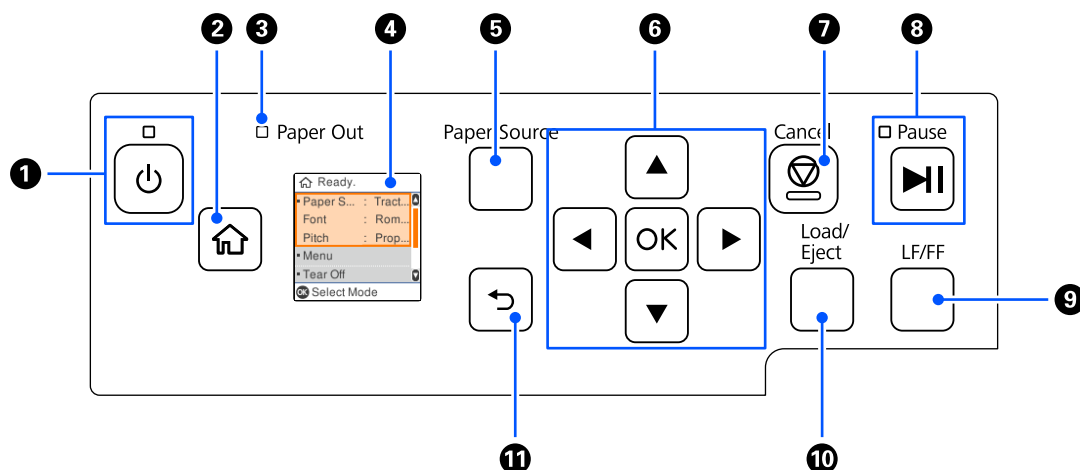 2 3 4 5 6 7 8
Paper Out Paper Source Cancel Pause
1
Ready.
Paper S... : Tract...
Font : Rom...
Pitch : Prop...
Menu
Tear Off
OK Select Mode
OK
Load/
Eject
LF/FF
9
11 10